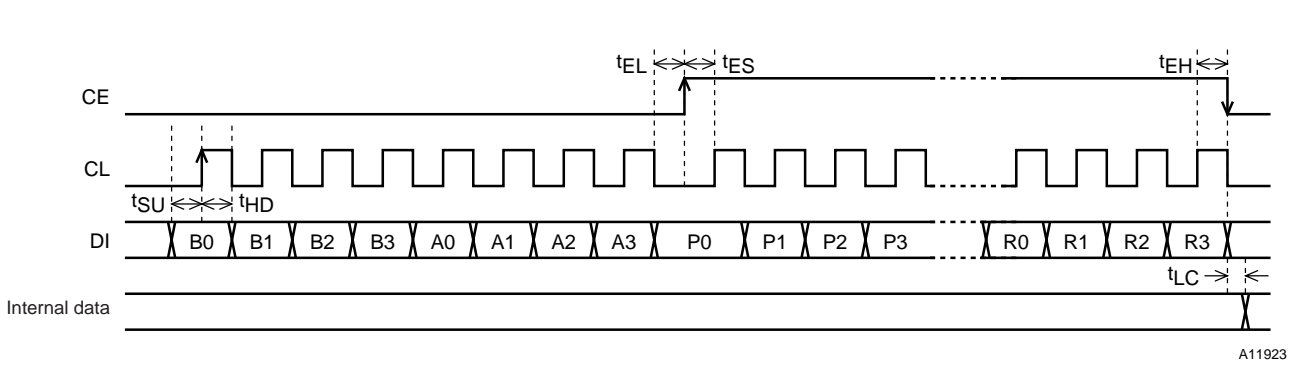 tEL tES tEH
CE
CL
tSU tHD
DI B0 B1 B2 B3 A0 A1 A2 A3 P0 P1 P2 P3 R0 R1 R2 R3
tLC
Internal data
A11923